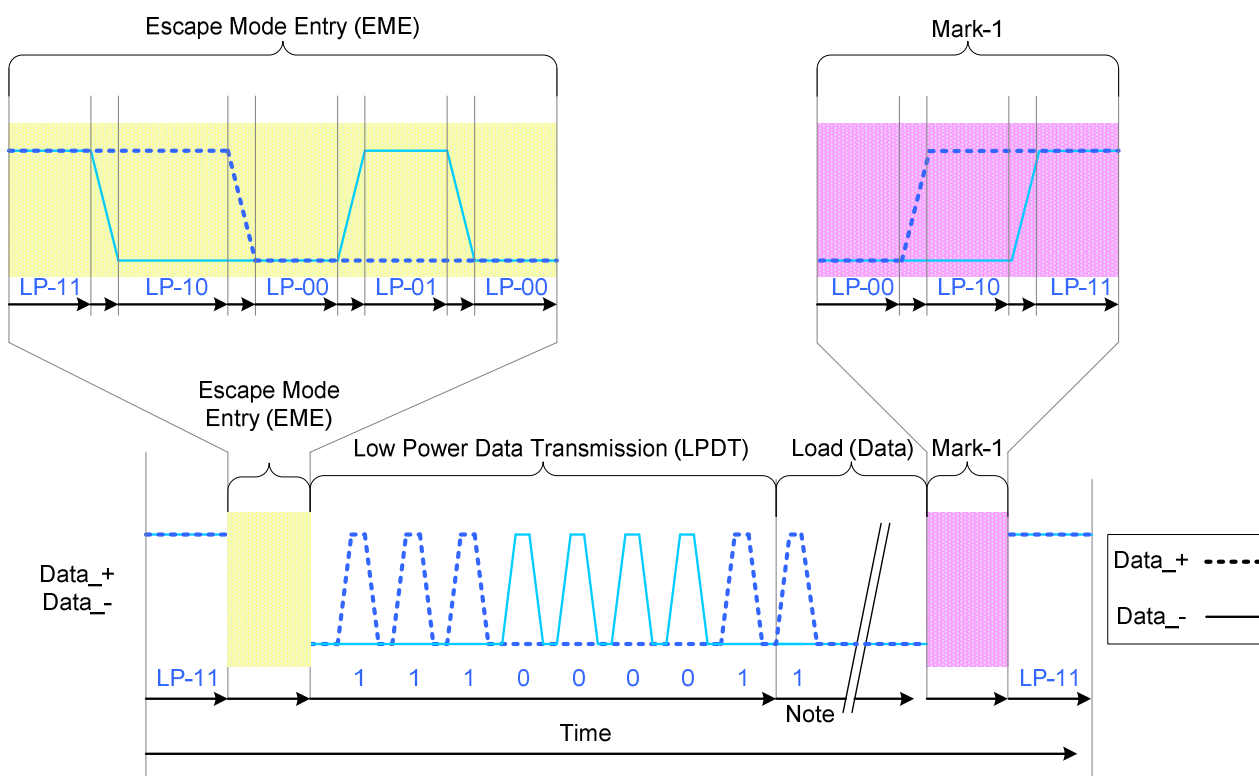 Escape Mode Entry (EME)
Mark-1
LP-11 LP-10 LP-00 LP-01 LP-00
LP-00 LP-10 LP-11
Escape Mode
Entry (EME)
Low Power Data Transmission (LPDT)
Load (Data)
Mark-1
Data_+
Data_-
Data_+
Data_-
LP-11
1 1 1 0 0 0 0 1 1
LP-11
Note
Time